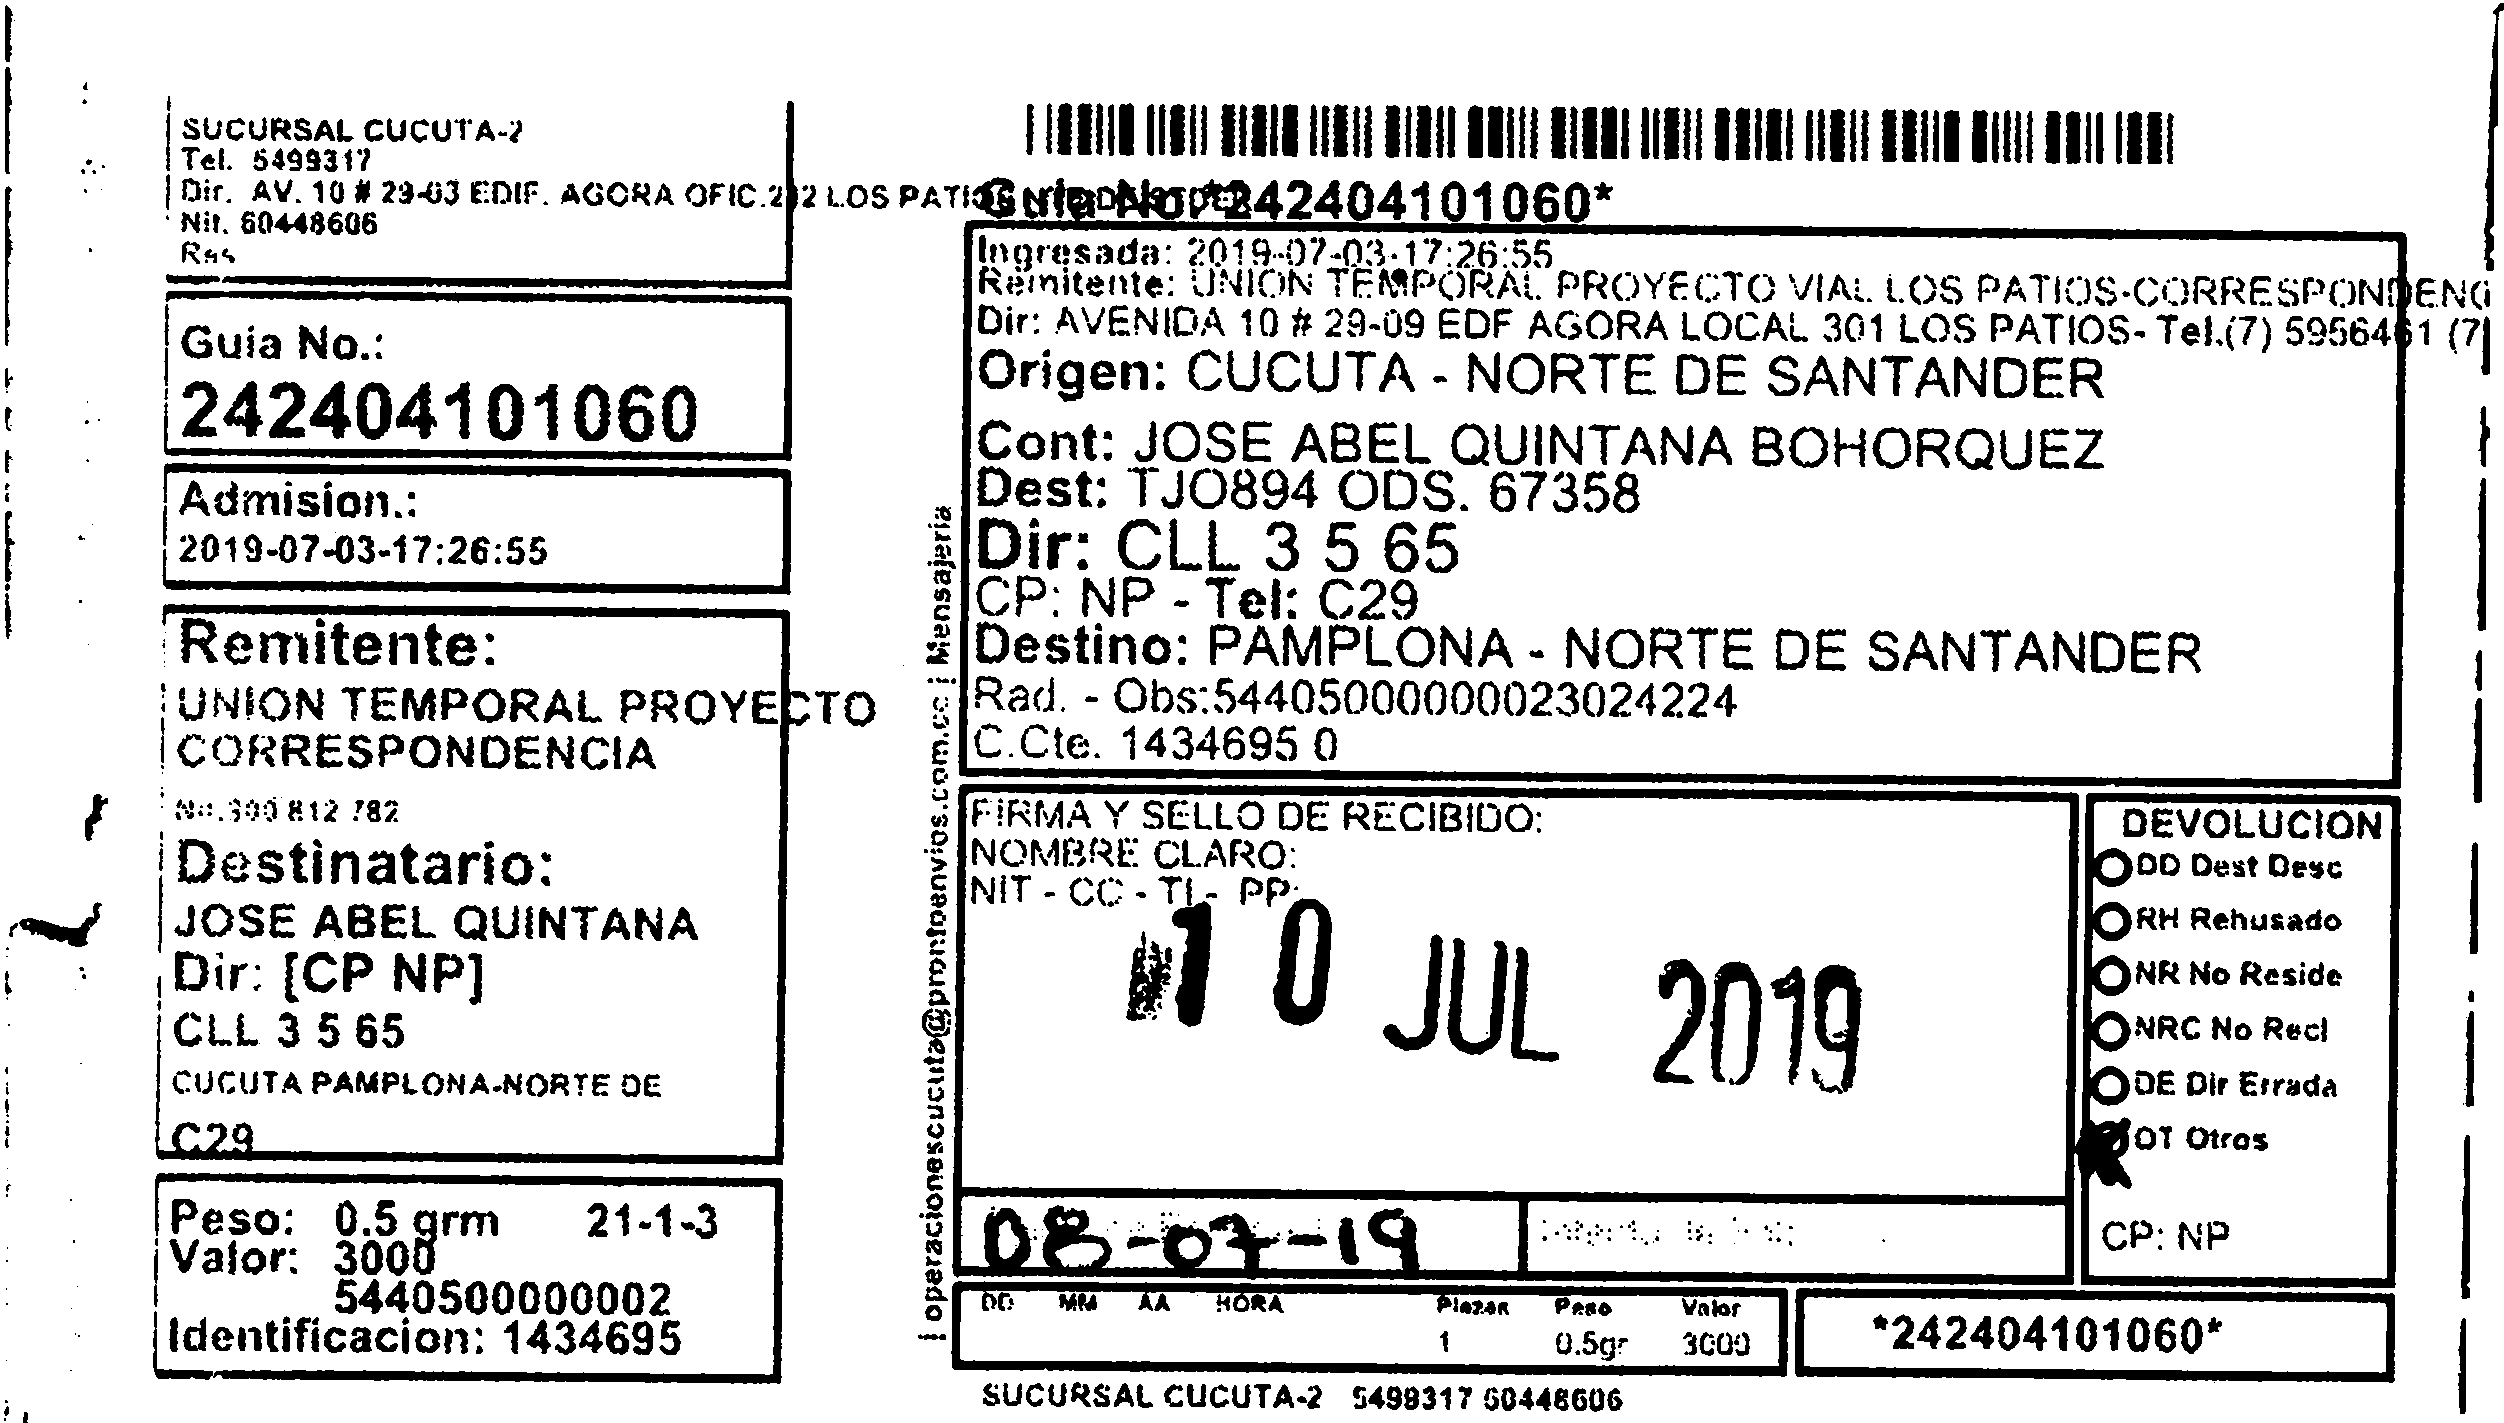 SUCURSAL CUCUTA-2
Tel. 5499317
Dir. AV. 10 # 29-03 EDIF. AGORA OFIC.202 LOS PATIOS
Nit. 60448606
Res
Guia No.:
242404101060
Admision.:
2019-07-03-17:26:55
Remitente:
UNION TEMPORAL PROYECTO
CORRESPONDENCIA
812 782
Destinatario:
JOSE ABEL QUINTANA
Dir: [CP NP]
CLL 3 5 65
CUCUTA PAMPLONA-NORTE DE
C29
Peso: 0.5 grm 21-1-3
Valor: 3000
5440500000002
Identificacion: 1434695
| operacionescucuta@prontoenvios.com.co | Mensajeria
Guia No. *242404101060*
Ingresada: 2019-07-03-17:26:55
Remitente: UNION TEMPORAL PROYECTO VIAL LOS PATIOS-CORRESPONDENC
Dir: AVENIDA 10 # 29-09 EDF AGORA LOCAL 301 LOS PATIOS- Tel.(7) 5956461 (7)
Origen: CUCUTA - NORTE DE SANTANDER
Cont: JOSE ABEL QUINTANA BOHORQUEZ
Dest: TJO894 ODS. 67358
Dir: CLL 3 5 65
CP: NP - Tel: C29
Destino: PAMPLONA - NORTE DE SANTANDER
Rad. - Obs:54405000000023024224
C.Cte. 1434695 0
FIRMA Y SELLO DE RECIBIDO:
NOMBRE CLARO:
NIT - CC - TI - PP:
10 JUL 2019
08-07-19
DD MM AA HORA
Piezas Peso Valor
1 0.5gr 3000
DEVOLUCION
DD Dest Desc
RH Rehusado
NR No Reside
NRC No Recl
DE Dir Errada
OT Otros
CP: NP
*242404101060*
SUCURSAL CUCUTA-2 5499317 60448606